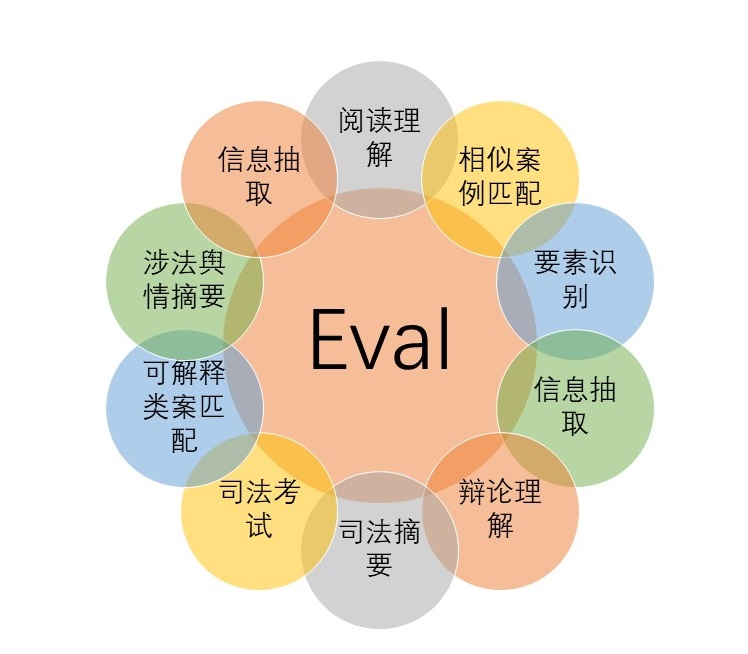 阅读理
解
相似案
例匹配
要素识
别
信息抽
取
辩论理
解
司法摘
要
司法考
试
可解释
类案匹
配
涉法舆
情摘要
信息抽
取
Eval